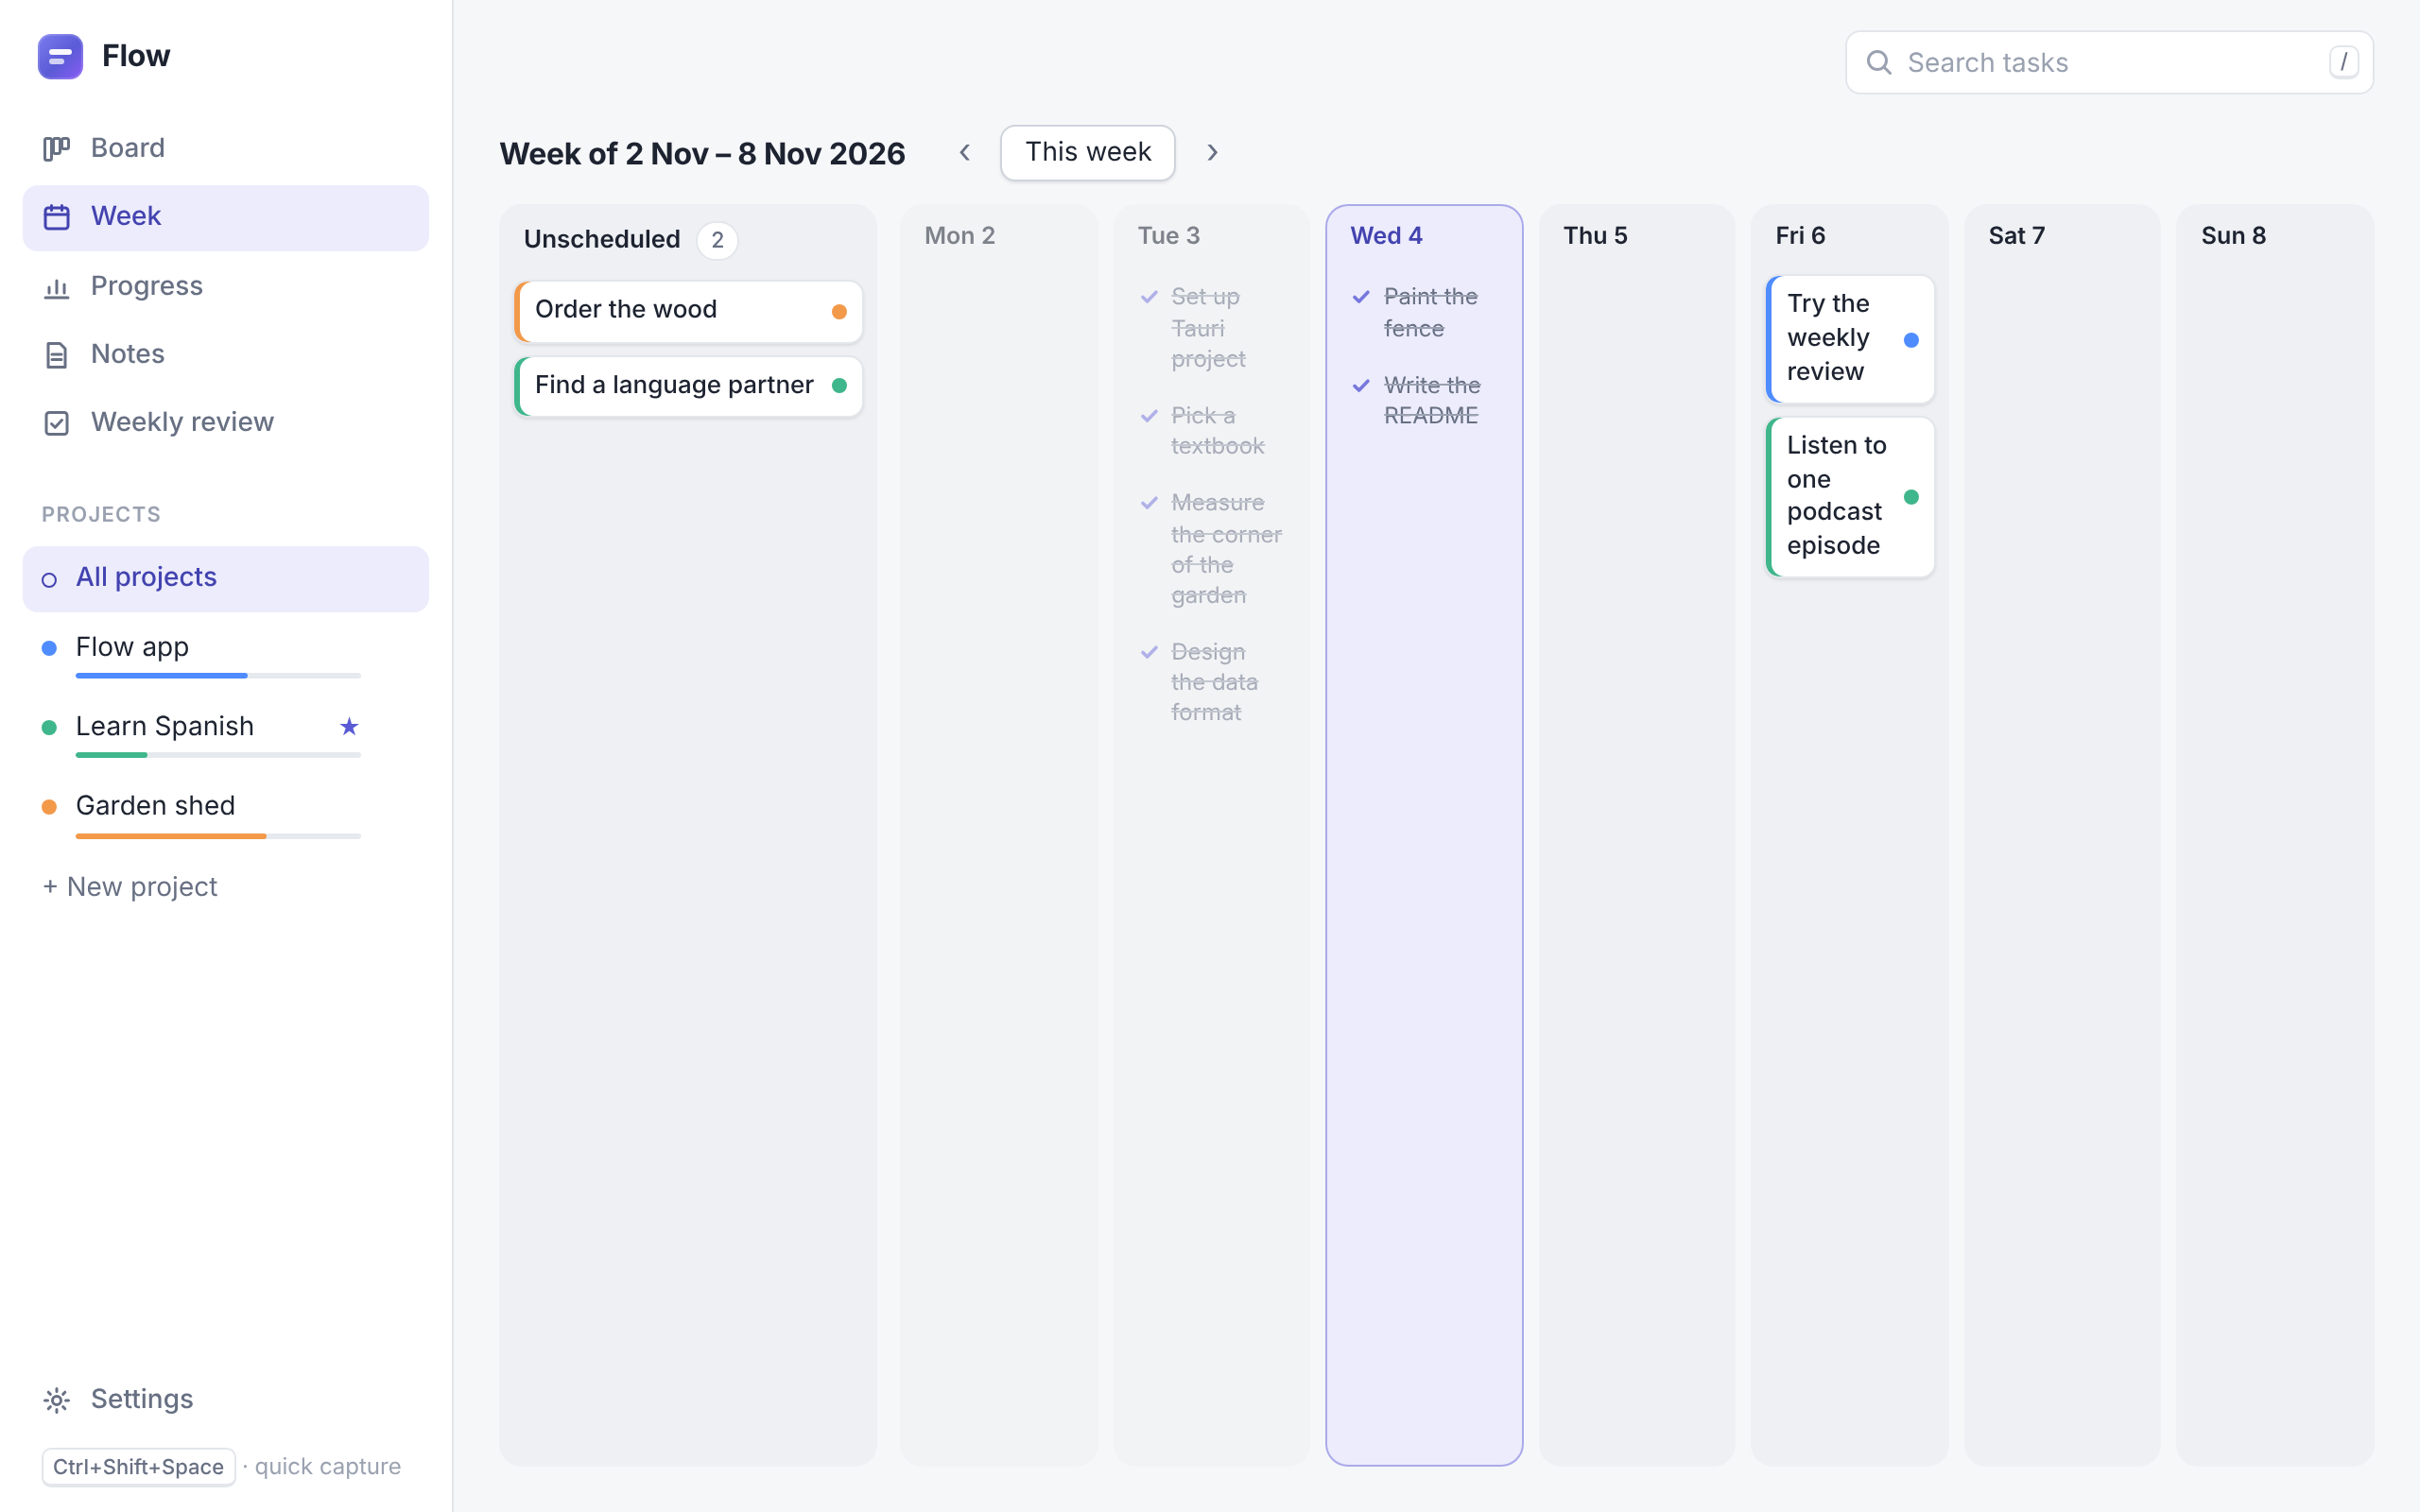 Flow
Board
Week
Progress
Notes
Weekly review
PROJECTS
All projects
Flow app
Learn Spanish
Garden shed
+ New project
Settings
Ctrl+Shift+Space · quick capture
Search tasks /
Week of 2 Nov – 8 Nov 2026
This week
Unscheduled 2
Order the wood
Find a language partner
Mon 2
Tue 3
Set up
Tauri
project
Pick a
textbook
Measure
the corner
of the
garden
Design
the data
format
Wed 4
Paint the
fence
Write the
README
Thu 5
Fri 6
Try the
weekly
review
Listen to
one
podcast
episode
Sat 7
Sun 8